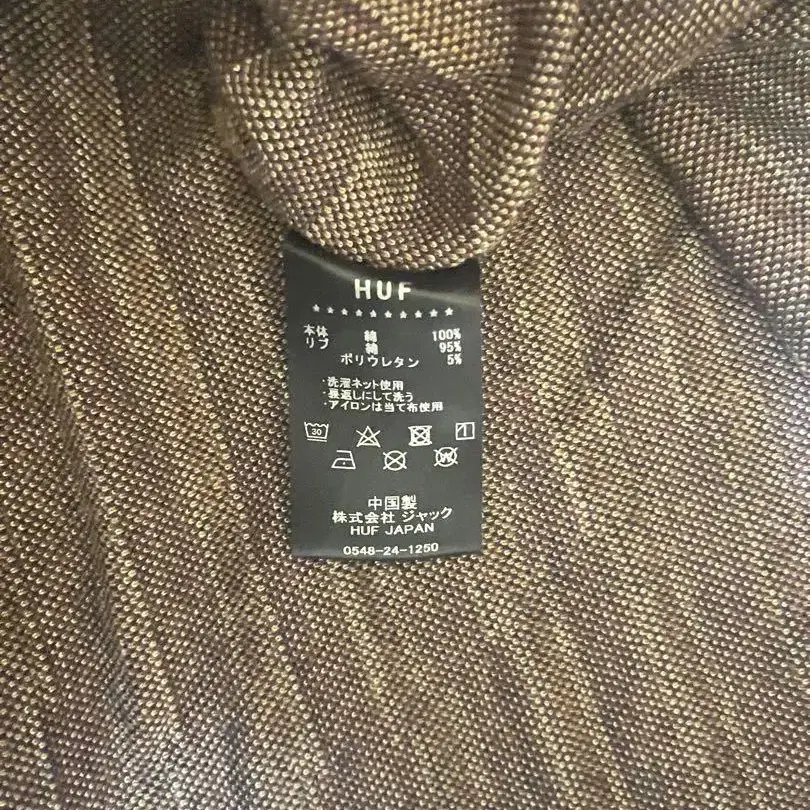 HUF
★★★★★★★★★★
本体 綿 100%
リブ 綿 95%
ポリウレタン 5%
・洗濯ネット使用
・裏返しにして洗う
・アイロンは当て布使用
30
W
中国製
株式会社 ジャック
HUF JAPAN
0548-24-1250